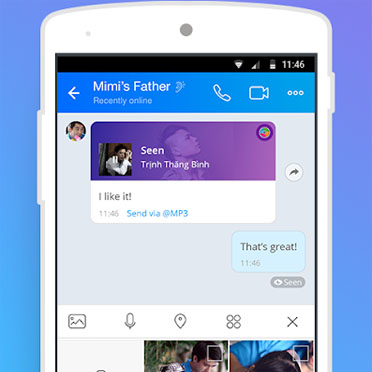 11:46
Mimi's Father
Recently online
Seen
Trịnh Thăng Bình
I like it!
11:46 Send via @MP3
That's great!
11:46
Seen